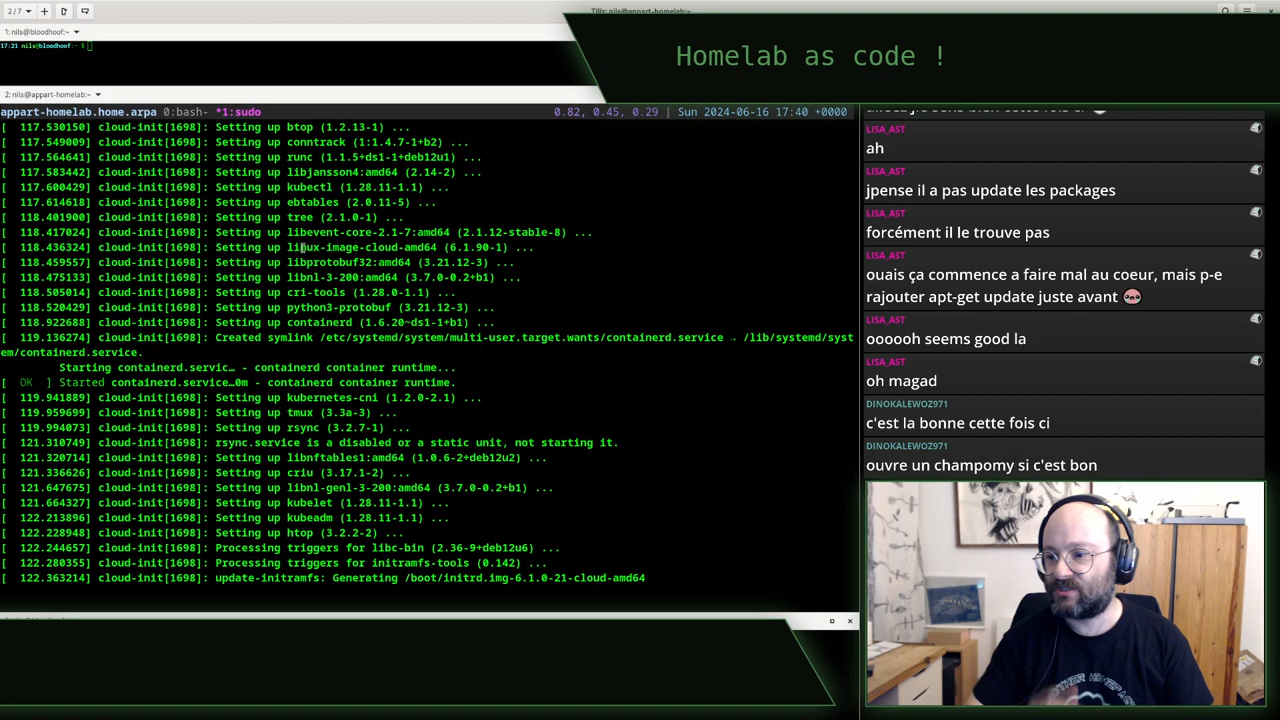 2 / 7
Tilix: nils@appart-homelab:~
1: nils@bloodhoof:~
17:21 nils@bloodhoof:~ $
Homelab as code !
2: nils@appart-homelab:~
appart-homelab.home.arpa 0:bash- *1:sudo 0.82, 0.45, 0.29 | Sun 2024-06-16 17:40 +0000
[  117.530150] cloud-init[1698]: Setting up btop (1.2.13-1) ...
[  117.549009] cloud-init[1698]: Setting up conntrack (1:1.4.7-1+b2) ...
[  117.564641] cloud-init[1698]: Setting up runc (1.1.5+ds1-1+deb12u1) ...
[  117.583442] cloud-init[1698]: Setting up libjansson4:amd64 (2.14-2) ...
[  117.600429] cloud-init[1698]: Setting up kubectl (1.28.11-1.1) ...
[  117.614618] cloud-init[1698]: Setting up ebtables (2.0.11-5) ...
[  118.401900] cloud-init[1698]: Setting up tree (2.1.0-1) ...
[  118.417024] cloud-init[1698]: Setting up libevent-core-2.1-7:amd64 (2.1.12-stable-8) ...
[  118.436324] cloud-init[1698]: Setting up linux-image-cloud-amd64 (6.1.90-1) ...
[  118.459557] cloud-init[1698]: Setting up libprotobuf32:amd64 (3.21.12-3) ...
[  118.475133] cloud-init[1698]: Setting up libnl-3-200:amd64 (3.7.0-0.2+b1) ...
[  118.505014] cloud-init[1698]: Setting up cri-tools (1.28.0-1.1) ...
[  118.520429] cloud-init[1698]: Setting up python3-protobuf (3.21.12-3) ...
[  118.922688] cloud-init[1698]: Setting up containerd (1.6.20~ds1-1+b1) ...
[  119.136274] cloud-init[1698]: Created symlink /etc/systemd/system/multi-user.target.wants/containerd.service → /lib/systemd/syst
em/containerd.service.
Starting containerd.servic… - containerd container runtime...
[  OK  ] Started containerd.service…0m - containerd container runtime.
[  119.941889] cloud-init[1698]: Setting up kubernetes-cni (1.2.0-2.1) ...
[  119.959699] cloud-init[1698]: Setting up tmux (3.3a-3) ...
[  119.994073] cloud-init[1698]: Setting up rsync (3.2.7-1) ...
[  121.310749] cloud-init[1698]: rsync.service is a disabled or a static unit, not starting it.
[  121.320714] cloud-init[1698]: Setting up libnftables1:amd64 (1.0.6-2+deb12u2) ...
[  121.336626] cloud-init[1698]: Setting up criu (3.17.1-2) ...
[  121.647675] cloud-init[1698]: Setting up libnl-genl-3-200:amd64 (3.7.0-0.2+b1) ...
[  121.664327] cloud-init[1698]: Setting up kubelet (1.28.11-1.1) ...
[  122.213896] cloud-init[1698]: Setting up kubeadm (1.28.11-1.1) ...
[  122.228948] cloud-init[1698]: Setting up htop (3.2.2-2) ...
[  122.244657] cloud-init[1698]: Processing triggers for libc-bin (2.36-9+deb12u6) ...
[  122.280355] cloud-init[1698]: Processing triggers for initramfs-tools (0.142) ...
[  122.363214] cloud-init[1698]: update-initramfs: Generating /boot/initrd.img-6.1.0-21-cloud-amd64
LISA_AST
ah
LISA_AST
jpense il a pas update les packages
LISA_AST
forcément il le trouve pas
LISA_AST
ouais ça commence a faire mal au coeur, mais p-e
rajouter apt-get update juste avant
LISA_AST
oooooh seems good la
LISA_AST
oh magad
DINOKALEWOZ971
c'est la bonne cette fois ci
DINOKALEWOZ971
ouvre un champomy si c'est bon